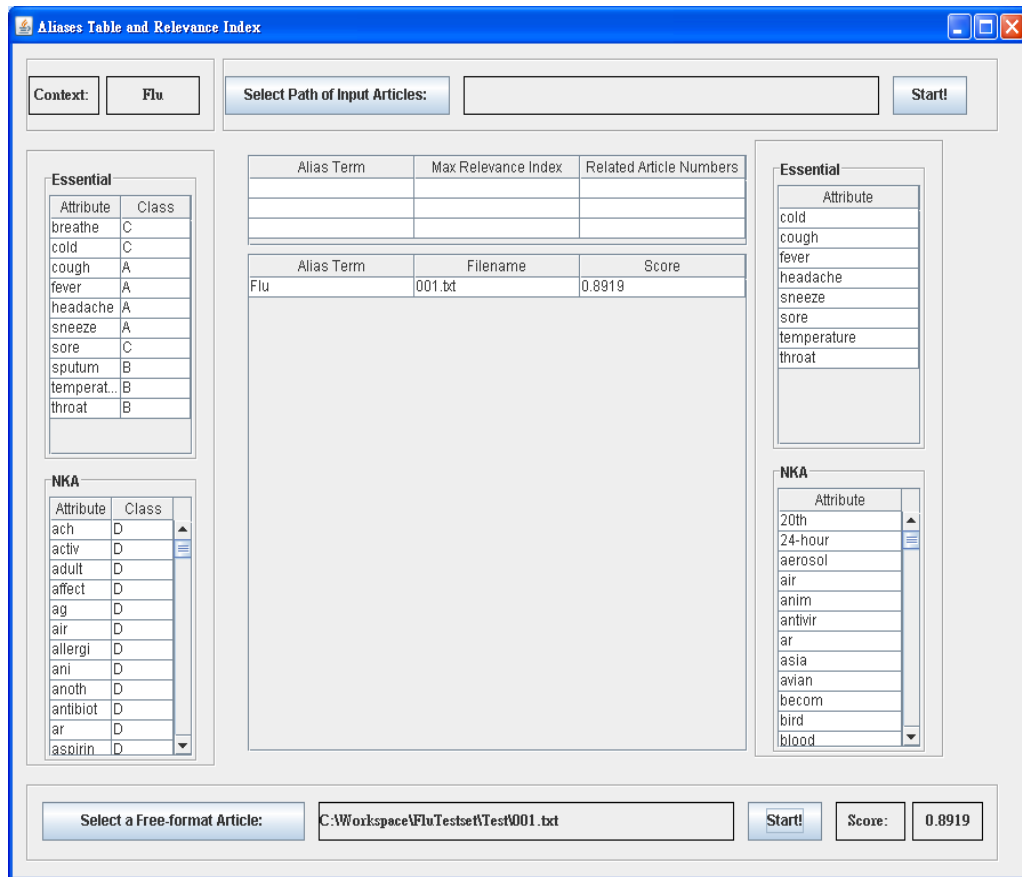 Aliases Table and Relevance Index
Context: Flu Select Path of Input Articles: Start!
Essential
Attribute Class
breathe C
cold C
cough A
fever A
headache A
sneeze A
sore C
sputum B
temperat... B
throat B
NKA
Attribute Class
ach D
activ D
adult D
affect D
ag D
air D
allergi D
ani D
anoth D
antibiot D
ar D
aspirin D
Alias Term Max Relevance Index Related Article Numbers
Alias Term Filename Score
Flu 001.txt 0.8919
Essential
Attribute
cold
cough
fever
headache
sneeze
sore
temperature
throat
NKA
Attribute
20th
24-hour
aerosol
air
anim
antivir
ar
asia
avian
becom
bird
blood
Select a Free-format Article: C:\Workspace\FluTestset\Test\001.txt Start! Score: 0.8919